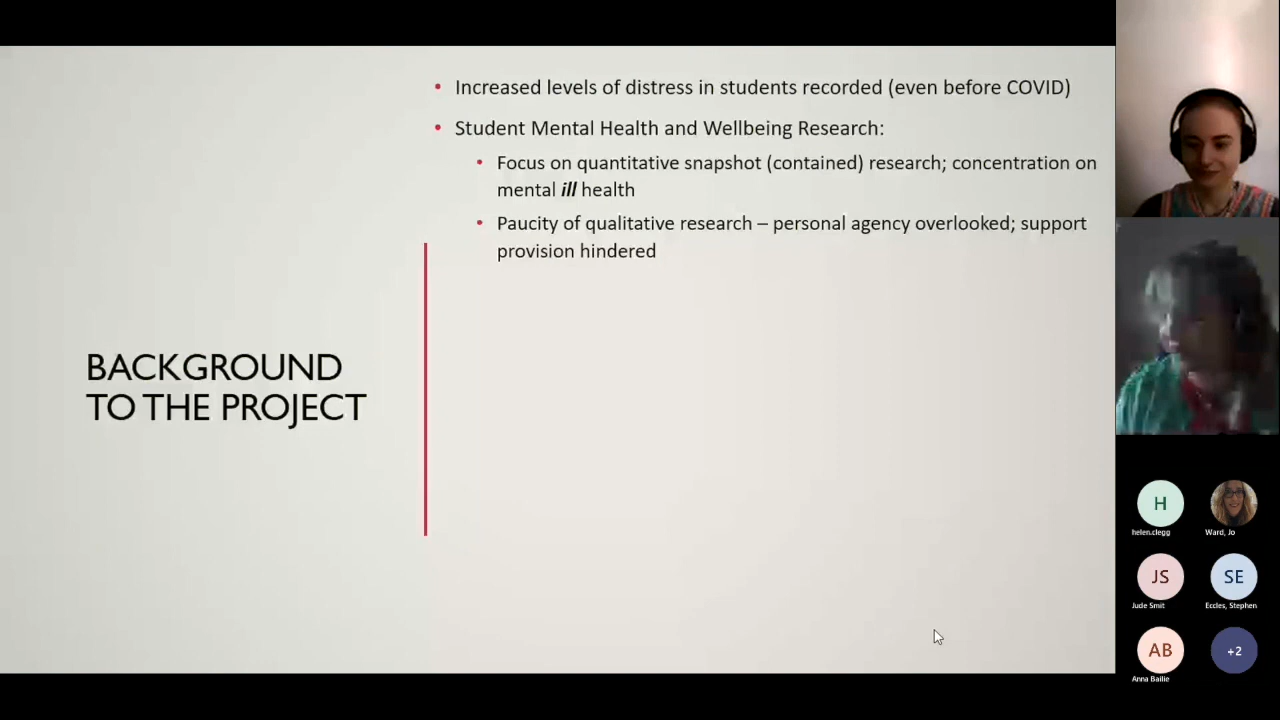 BACKGROUND
TO THE PROJECT
• Increased levels of distress in students recorded (even before COVID)
• Student Mental Health and Wellbeing Research:
• Focus on quantitative snapshot (contained) research; concentration on
mental ill health
• Paucity of qualitative research – personal agency overlooked; support
provision hindered
H
helen.clegg
Ward, Jo
JS
Jude Smit
SE
Eccles, Stephen
AB
Anna Bailie
+2